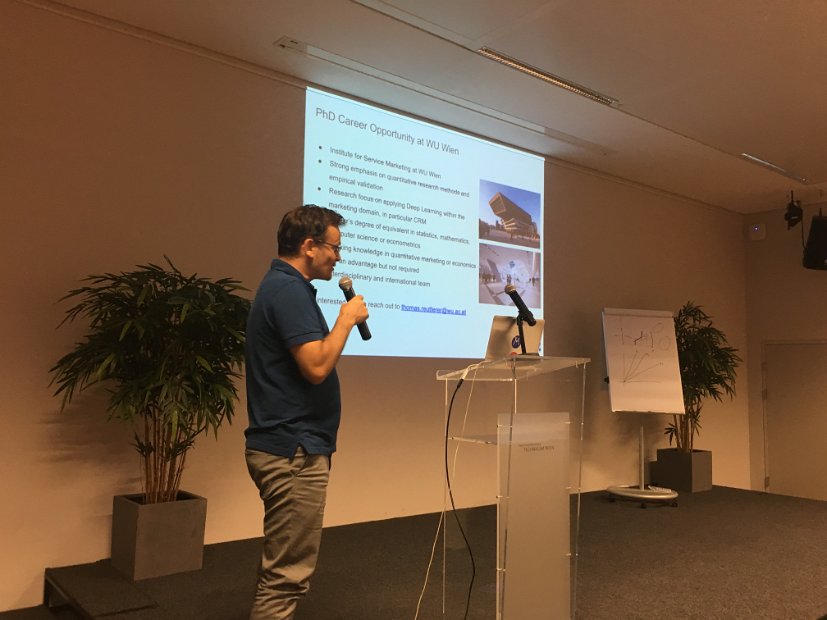 PhD Career Opportunity at WU Wien
● Institute for Service Marketing at WU Wien
● Strong emphasis on quantitative research methods and
empirical validation
● Research focus on applying Deep Learning within the
marketing domain, in particular CRM
degree of equivalent in statistics, mathematics,
science or econometrics
knowledge in quantitative marketing or economics
an advantage but not required
and international team
reach out to thomas.reutterer@wu.ac.at
TECHNIKUM WIEN